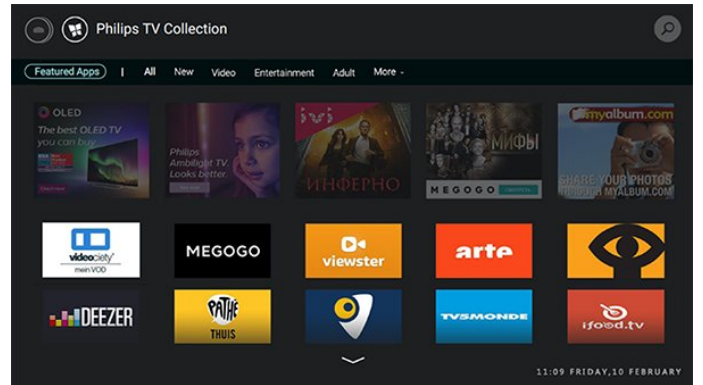 Philips TV Collection
Featured Apps | All New Video Entertainment Adult More
OLED
The best OLED TV
you can buy
Philips
Ambilight TV.
Looks better.
ivi
ИНФЕРНО
МИФЫ
MEGOGO
myalbum.com
SHARE YOUR PHOTOS
THROUGH MYALBUM.COM
videociety
mein VOD
MEGOGO
viewster
arte
DEEZER
PATHÉ
THUIS
TV5MONDE
ifood.tv
11:09 FRIDAY,10 FEBRUARY